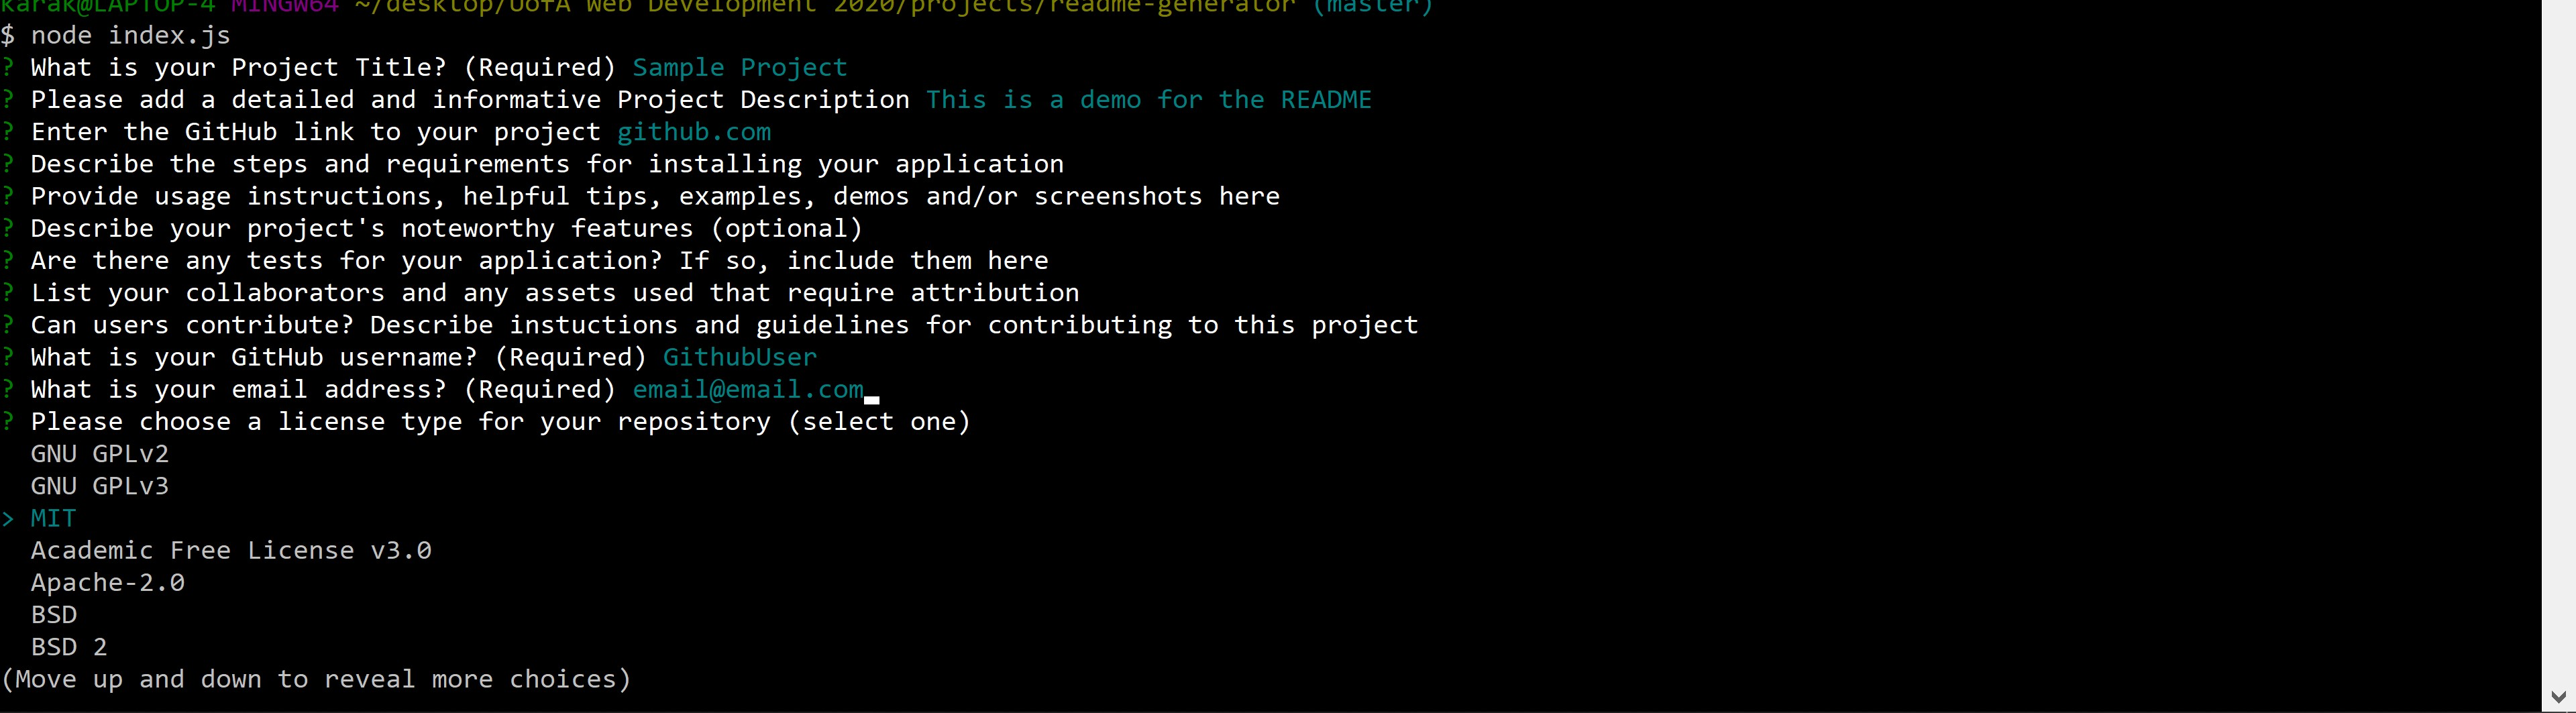 karak@LAPTOP-4 MINGW64 ~/desktop/UofA Web Development 2020/projects/readme-generator (master)
$ node index.js
? What is your Project Title? (Required) Sample Project
? Please add a detailed and informative Project Description This is a demo for the README
? Enter the GitHub link to your project github.com
? Describe the steps and requirements for installing your application
? Provide usage instructions, helpful tips, examples, demos and/or screenshots here
? Describe your project's noteworthy features (optional)
? Are there any tests for your application? If so, include them here
? List your collaborators and any assets used that require attribution
? Can users contribute? Describe instuctions and guidelines for contributing to this project
? What is your GitHub username? (Required) GithubUser
? What is your email address? (Required) email@email.com
? Please choose a license type for your repository (select one)
GNU GPLv2
GNU GPLv3
> MIT
Academic Free License v3.0
Apache-2.0
BSD
BSD 2
(Move up and down to reveal more choices)